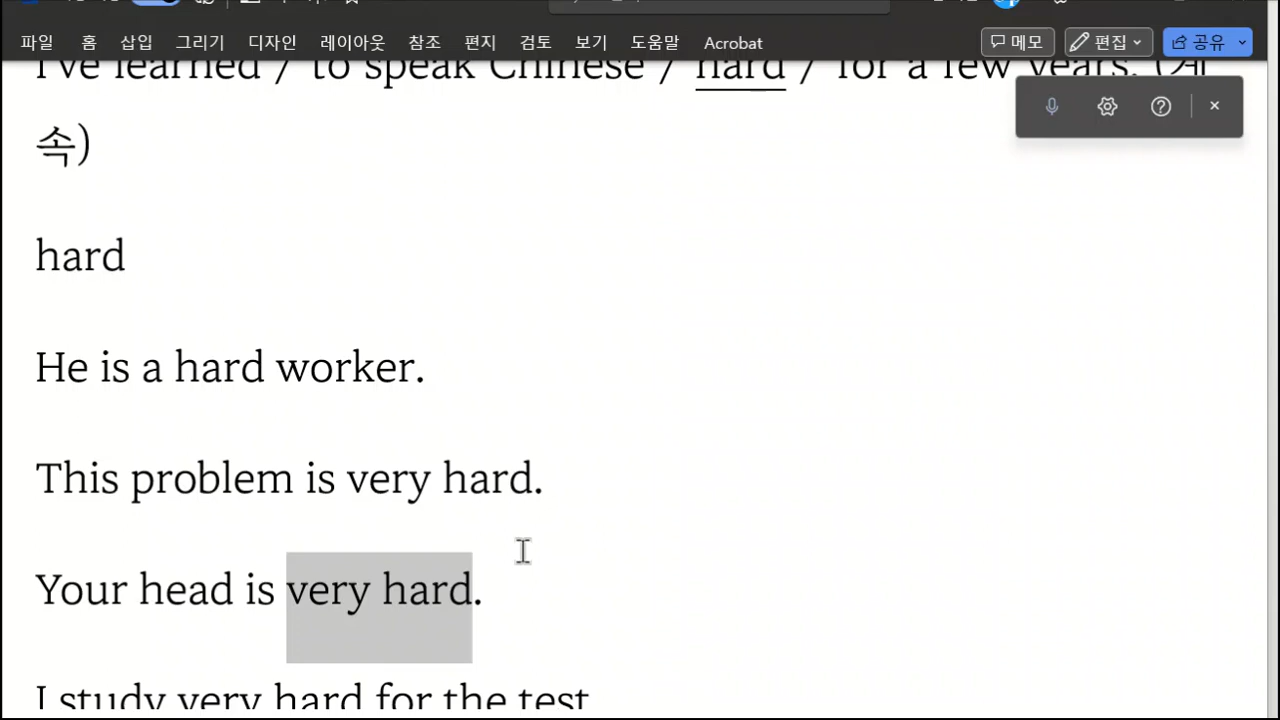 파일 홈 삽입 그리기 디자인 레이아웃 참조 편지 검토 보기 도움말 Acrobat 메모 편집 공유
I've learned / to speak Chinese / hard / for a few years. (계
속)
hard
He is a hard worker.
This problem is very hard.
Your head is very hard.
I study very hard for the test